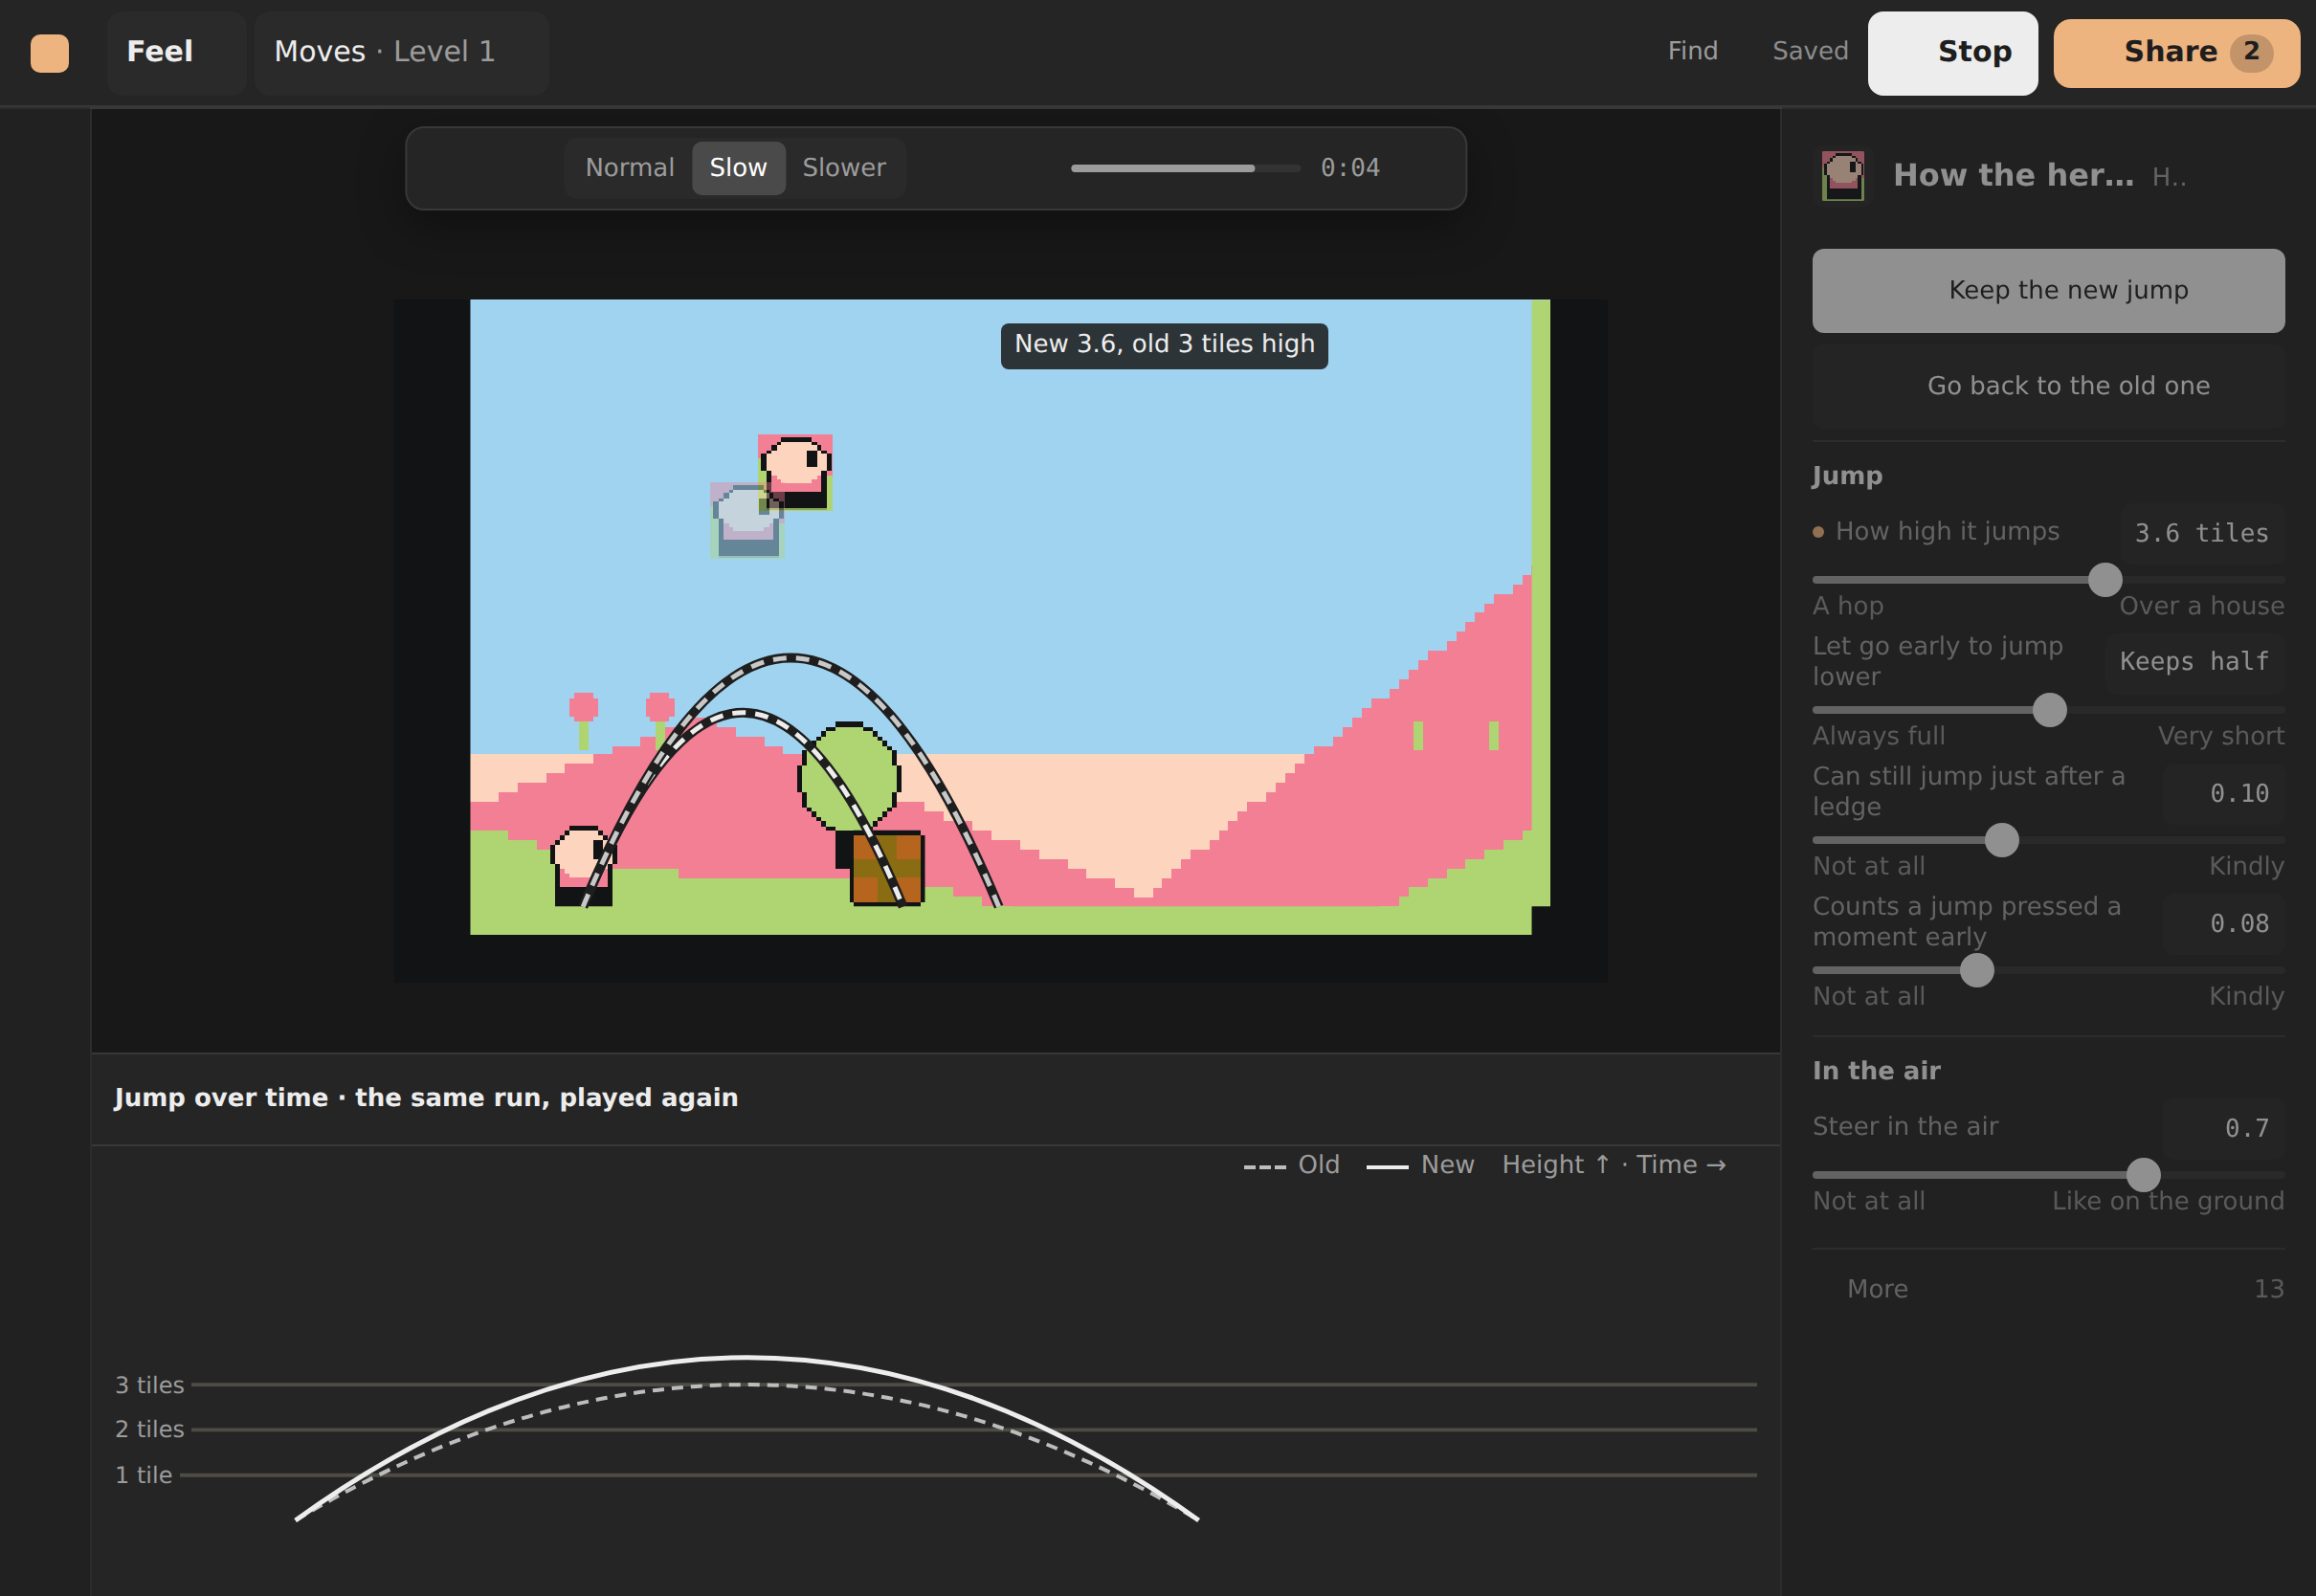 Feel
Moves · Level 1
Find
Saved
Stop
Share 2
Normal
Slow
Slower
0:04
How the her… H..
Keep the new jump
Go back to the old one
New 3.6, old 3 tiles high
Jump
How high it jumps
3.6 tiles
A hop
Over a house
Let go early to jump
lower
Keeps half
Always full
Very short
Can still jump just after a
ledge
0.10
Not at all
Kindly
Counts a jump pressed a
moment early
0.08
Not at all
Kindly
In the air
Steer in the air
0.7
Not at all
Like on the ground
More
13
Jump over time · the same run, played again
Old
New
Height ↑ · Time →
3 tiles
2 tiles
1 tile